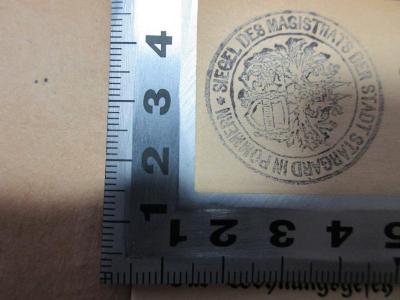 * SIEGEL DES MAGISTRATS DER STADT STARGARD IN POMMERN
4
3
2
1
1 2 3 4 5